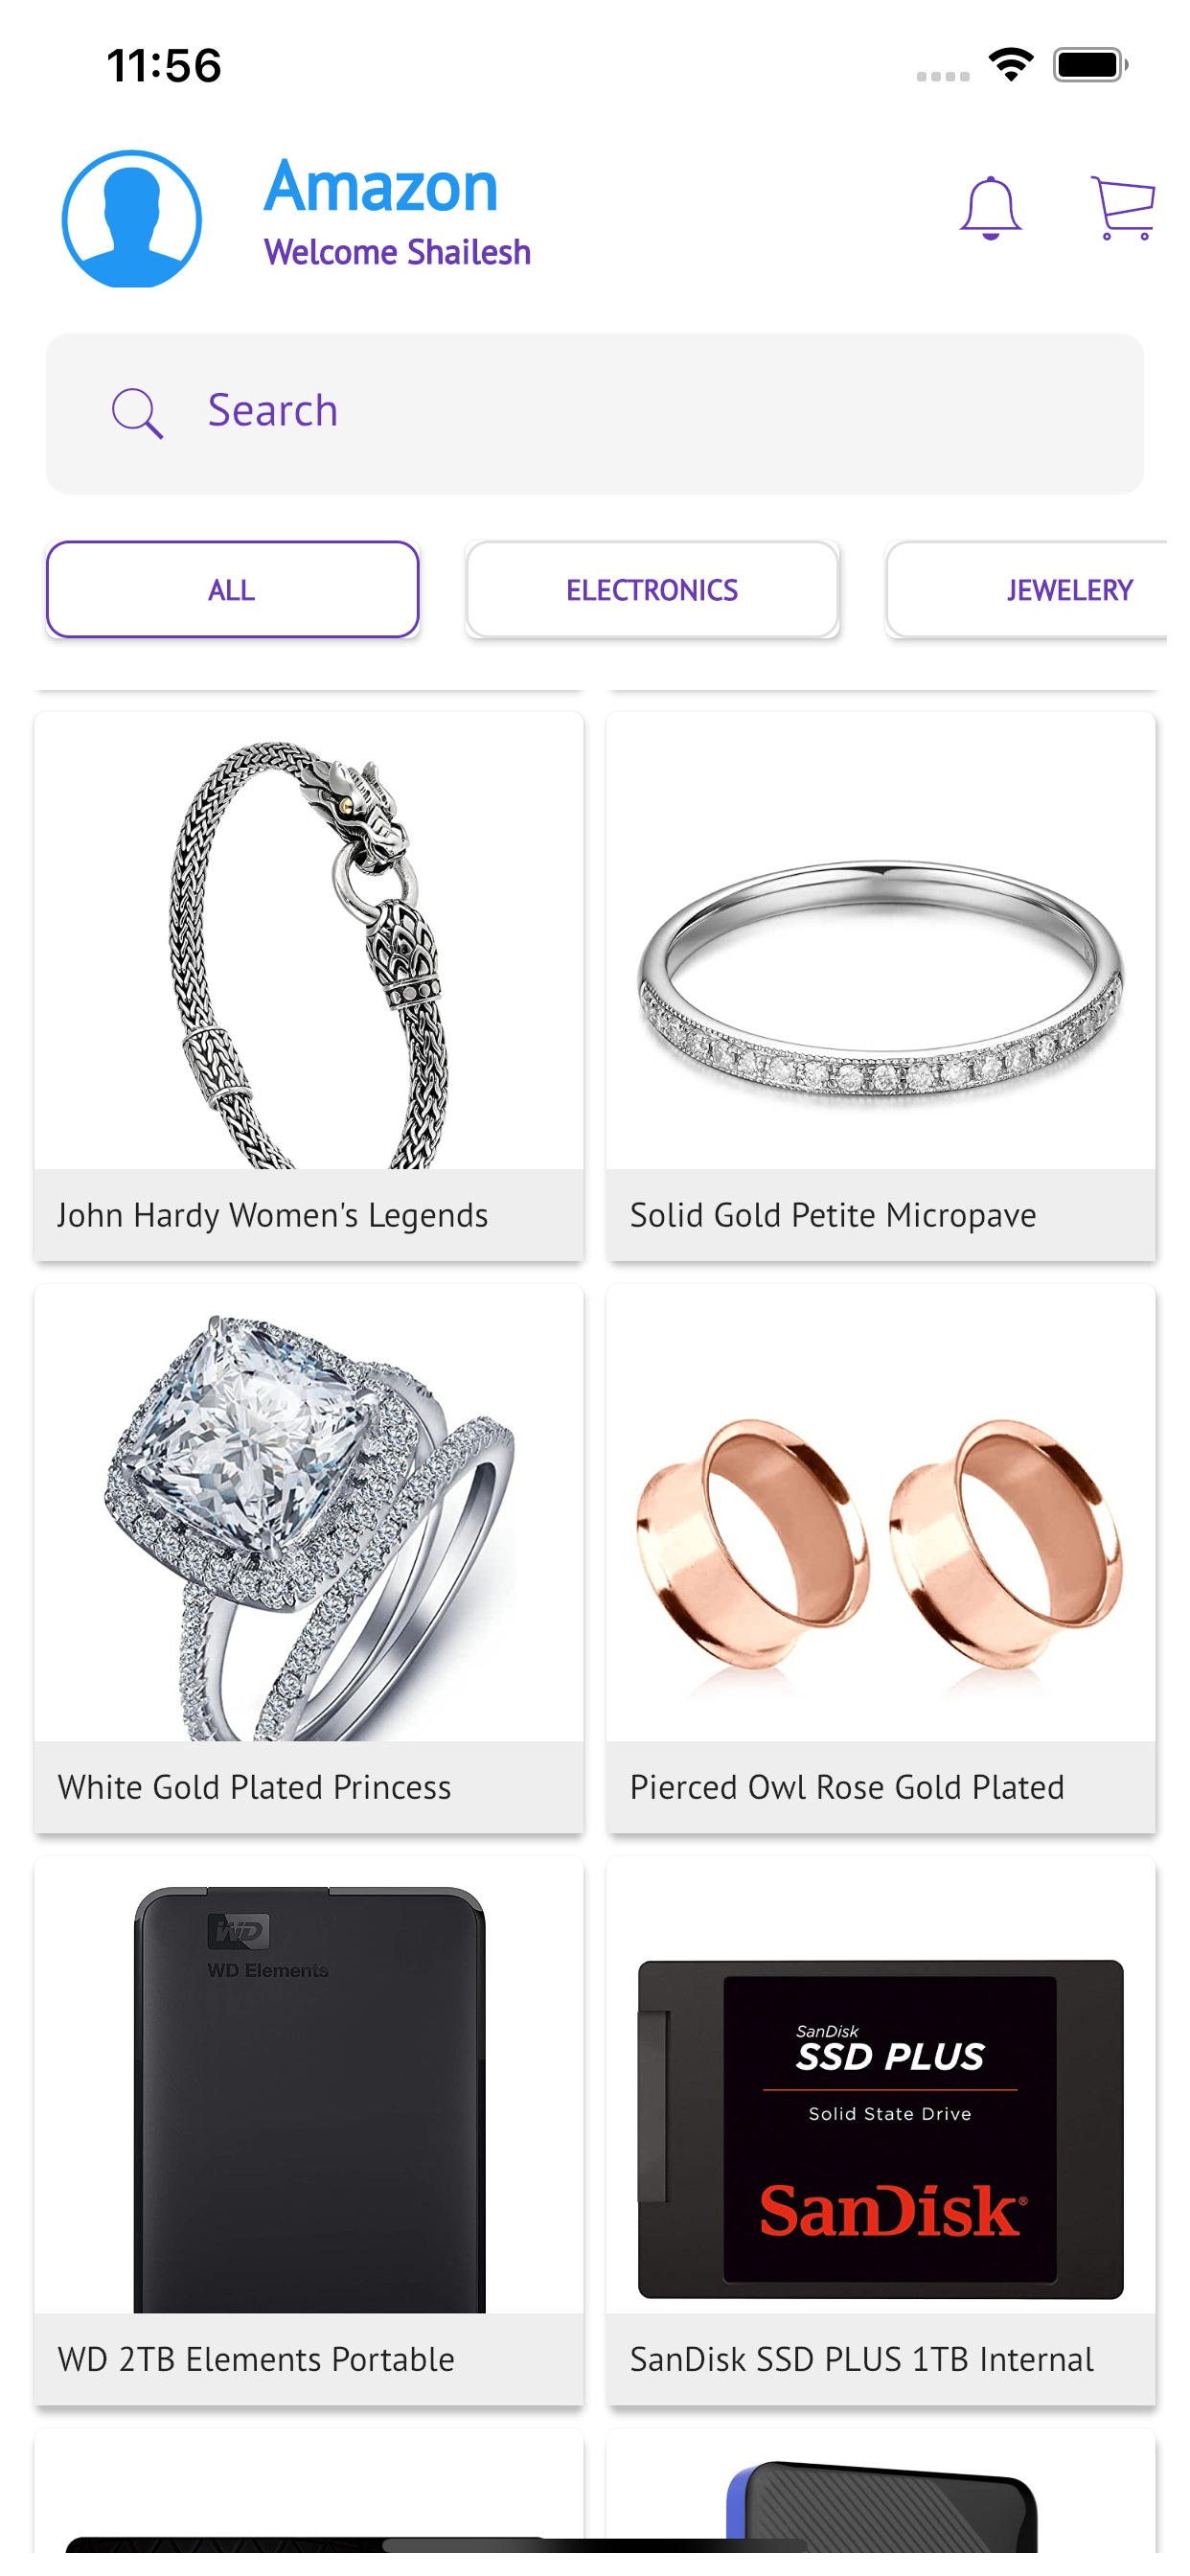 11:56
Amazon
Welcome Shailesh
Search
ALL
ELECTRONICS
JEWELERY
John Hardy Women's Legends
Solid Gold Petite Micropave
White Gold Plated Princess
Pierced Owl Rose Gold Plated
WD
WD Elements
SanDisk
SSD PLUS
Solid State Drive
SanDisk®
WD 2TB Elements Portable
SanDisk SSD PLUS 1TB Internal